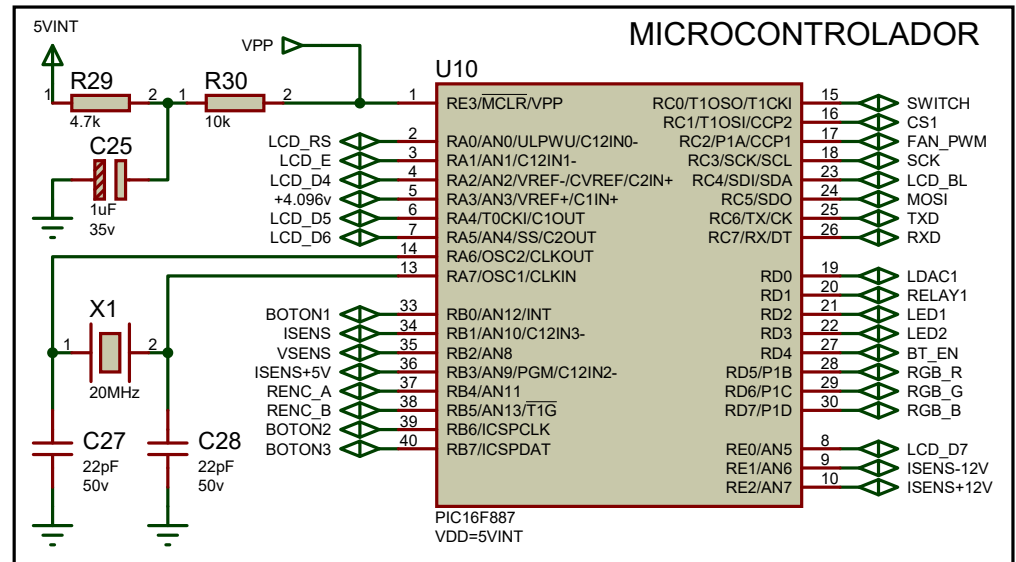 MICROCONTROLADOR
5VINT
VPP
R29
1 2
4.7k
R30
1 2
10k
C25
1uF
35v
U10
1 RE3/MCLR/VPP
LCD_RS 2 RA0/AN0/ULPWU/C12IN0-
LCD_E 3 RA1/AN1/C12IN1-
LCD_D4 4 RA2/AN2/VREF-/CVREF/C2IN+
+4.096v 5 RA3/AN3/VREF+/C1IN+
LCD_D5 6 RA4/T0CKI/C1OUT
LCD_D6 7 RA5/AN4/SS/C2OUT
14 RA6/OSC2/CLKOUT
13 RA7/OSC1/CLKIN
BOTON1 33 RB0/AN12/INT
ISENS 34 RB1/AN10/C12IN3-
VSENS 35 RB2/AN8
ISENS+5V 36 RB3/AN9/PGM/C12IN2-
RENC_A 37 RB4/AN11
RENC_B 38 RB5/AN13/T1G
BOTON2 39 RB6/ICSPCLK
BOTON3 40 RB7/ICSPDAT
RC0/T1OSO/T1CKI 15 SWITCH
RC1/T1OSI/CCP2 16 CS1
RC2/P1A/CCP1 17 FAN_PWM
RC3/SCK/SCL 18 SCK
RC4/SDI/SDA 23 LCD_BL
RC5/SDO 24 MOSI
RC6/TX/CK 25 TXD
RC7/RX/DT 26 RXD
RD0 19 LDAC1
RD1 20 RELAY1
RD2 21 LED1
RD3 22 LED2
RD4 27 BT_EN
RD5/P1B 28 RGB_R
RD6/P1C 29 RGB_G
RD7/P1D 30 RGB_B
RE0/AN5 8 LCD_D7
RE1/AN6 9 ISENS-12V
RE2/AN7 10 ISENS+12V
PIC16F887
VDD=5VINT
X1
1 2
20MHz
C27
22pF
50v
C28
22pF
50v